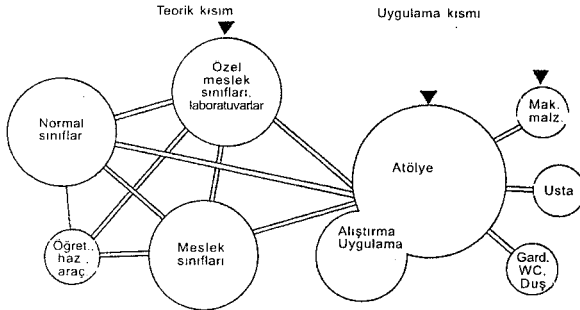 Teorik kısım
Uygulama kısmı
Özel
meslek
sınıfları,
laboratuvarlar
Normal
sınıflar
Mak.
malz.
Atölye
Usta
Alıştırma
Uygulama
Öğret.,
haz.
araç
Meslek
sınıfları
Gard.
WC.
Duş